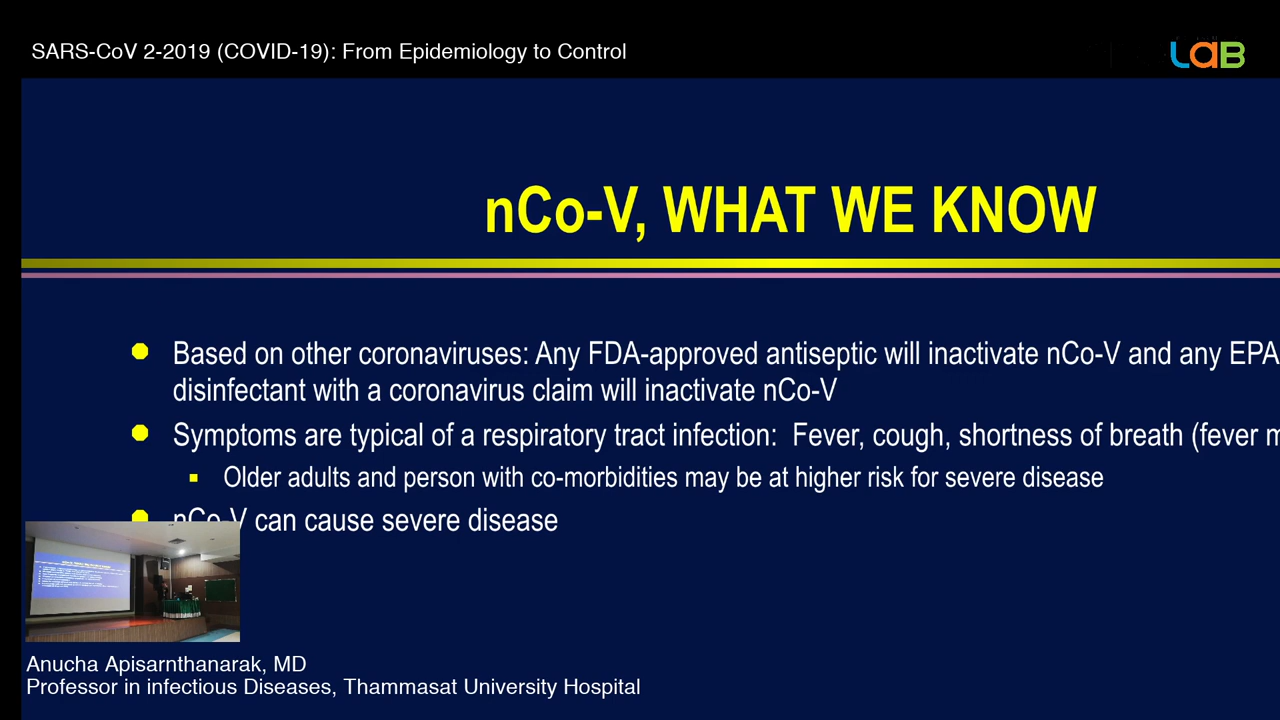 SARS-CoV 2-2019 (COVID-19): From Epidemiology to Control
LaB
nCo-V, WHAT WE KNOW
Based on other coronaviruses: Any FDA-approved antiseptic will inactivate nCo-V and any EPA
disinfectant with a coronavirus claim will inactivate nCo-V
Symptoms are typical of a respiratory tract infection: Fever, cough, shortness of breath (fever m
Older adults and person with co-morbidities may be at higher risk for severe disease
nCo-V can cause severe disease
Anucha Apisarnthanarak, MD
Professor in infectious Diseases, Thammasat University Hospital